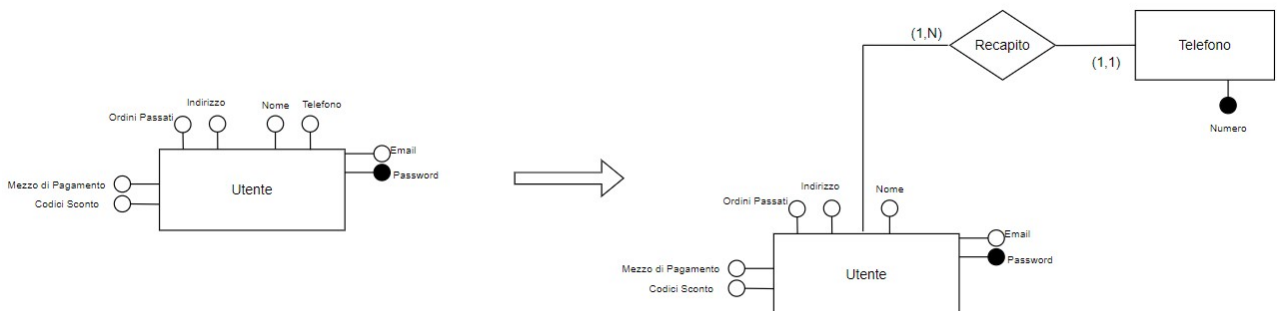 (1,N)
Recapito
Telefono
(1,1)
Numero
Indirizzo
Nome
Telefono
Ordini Passati
Email
Password
Mezzo di Pagamento
Utente
Codici Sconto
Indirizzo
Nome
Ordini Passati
Email
Password
Mezzo di Pagamento
Utente
Codici Sconto